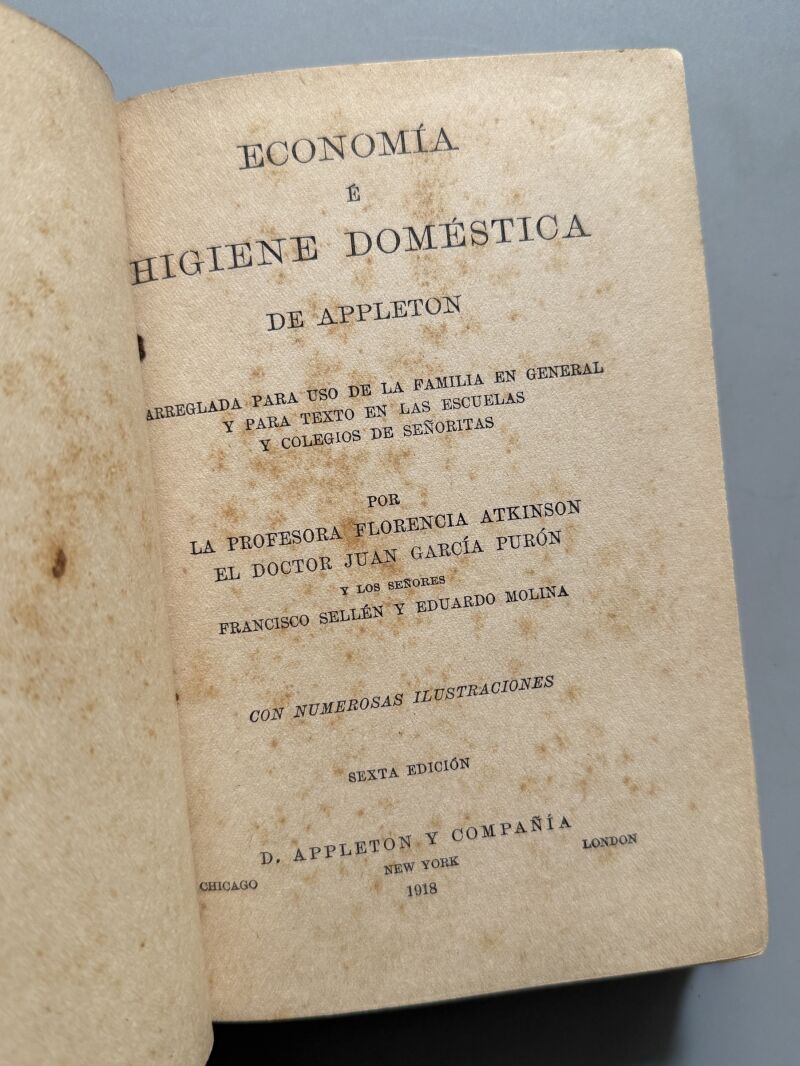 ECONOMÍA
É
HIGIENE DOMÉSTICA
DE APPLETON
ARREGLADA PARA USO DE LA FAMILIA EN GENERAL
Y PARA TEXTO EN LAS ESCUELAS
Y COLEGIOS DE SEÑORITAS
POR
LA PROFESORA FLORENCIA ATKINSON
EL DOCTOR JUAN GARCÍA PURÓN
Y LOS SEÑORES
FRANCISCO SELLÉN Y EDUARDO MOLINA
CON NUMEROSAS ILUSTRACIONES
SEXTA EDICIÓN
D. APPLETON Y COMPAÑÍA
CHICAGO NEW YORK LONDON
1918